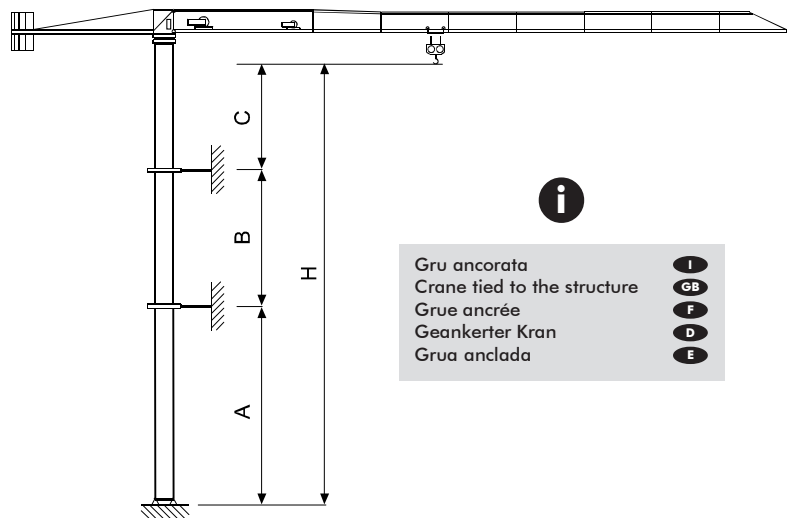 C
B
H
A
i
Gru ancorata I
Crane tied to the structure GB
Grue ancrée F
Geankerter Kran D
Grua anclada E